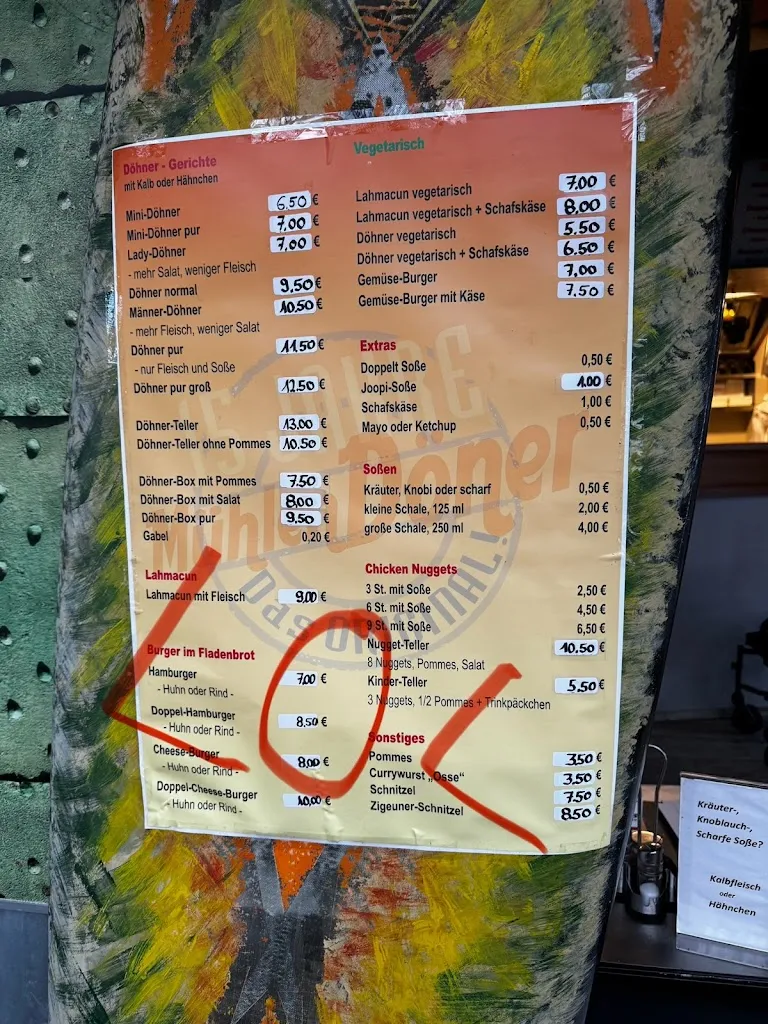 Döner - Gerichte
mit Kalb oder Hähnchen
Mini-Döhner 6.50 €
Mini-Döhner pur 7,00 €
Lady-Döhner 7,00 €
- mehr Salat, weniger Fleisch
Döhner normal 9.50 €
Männer-Döhner 10.50 €
- mehr Fleisch, weniger Salat
Döhner pur 11.50 €
- nur Fleisch und Soße
Döhner pur groß 12.50 €
Döhner-Teller 13.00 €
Döhner-Teller ohne Pommes 10.50 €
Döhner-Box mit Pommes 7.50 €
Döhner-Box mit Salat 8,00 €
Döhner-Box pur 9,50 €
Gabel 0,20 €
Lahmacun
Lahmacun mit Fleisch 9,00 €
Burger im Fladenbrot
Hamburger 7,00 €
- Huhn oder Rind -
Doppel-Hamburger 8,50 €
- Huhn oder Rind -
Cheese-Burger 8,00 €
- Huhn oder Rind -
Doppel-Cheese-Burger 10,00 €
- Huhn oder Rind -
Vegetarisch
Lahmacun vegetarisch 7.00 €
Lahmacun vegetarisch + Schafskäse 8,00 €
Döhner vegetarisch 5.50 €
Döhner vegetarisch + Schafskäse 6.50 €
Gemüse-Burger 7,00 €
Gemüse-Burger mit Käse 7,50 €
Extras
Doppelt Soße 0,50 €
Joopi-Soße 1.00 €
Schafskäse 1,00 €
Mayo oder Ketchup 0,50 €
Soßen
Kräuter, Knobi oder scharf 0,50 €
kleine Schale, 125 ml 2,00 €
große Schale, 250 ml 4,00 €
Chicken Nuggets
3 St. mit Soße 2,50 €
6 St. mit Soße 4,50 €
9 St. mit Soße 6,50 €
Nugget-Teller 10.50 €
8 Nuggets, Pommes, Salat
Kinder-Teller 5.50 €
3 Nuggets, 1/2 Pommes + Trinkpäckchen
Sonstiges
Pommes 3.50 €
Currywurst „Osse“ 3.50 €
Schnitzel 7.50 €
Zigeuner-Schnitzel 8.50 €
15 JAHRE
Mühlen Döner
Das ORIGINAL!
LOL
Kräuter-,
Knoblauch-,
Scharfe Soße?
Kalbfleisch
oder
Hähnchen